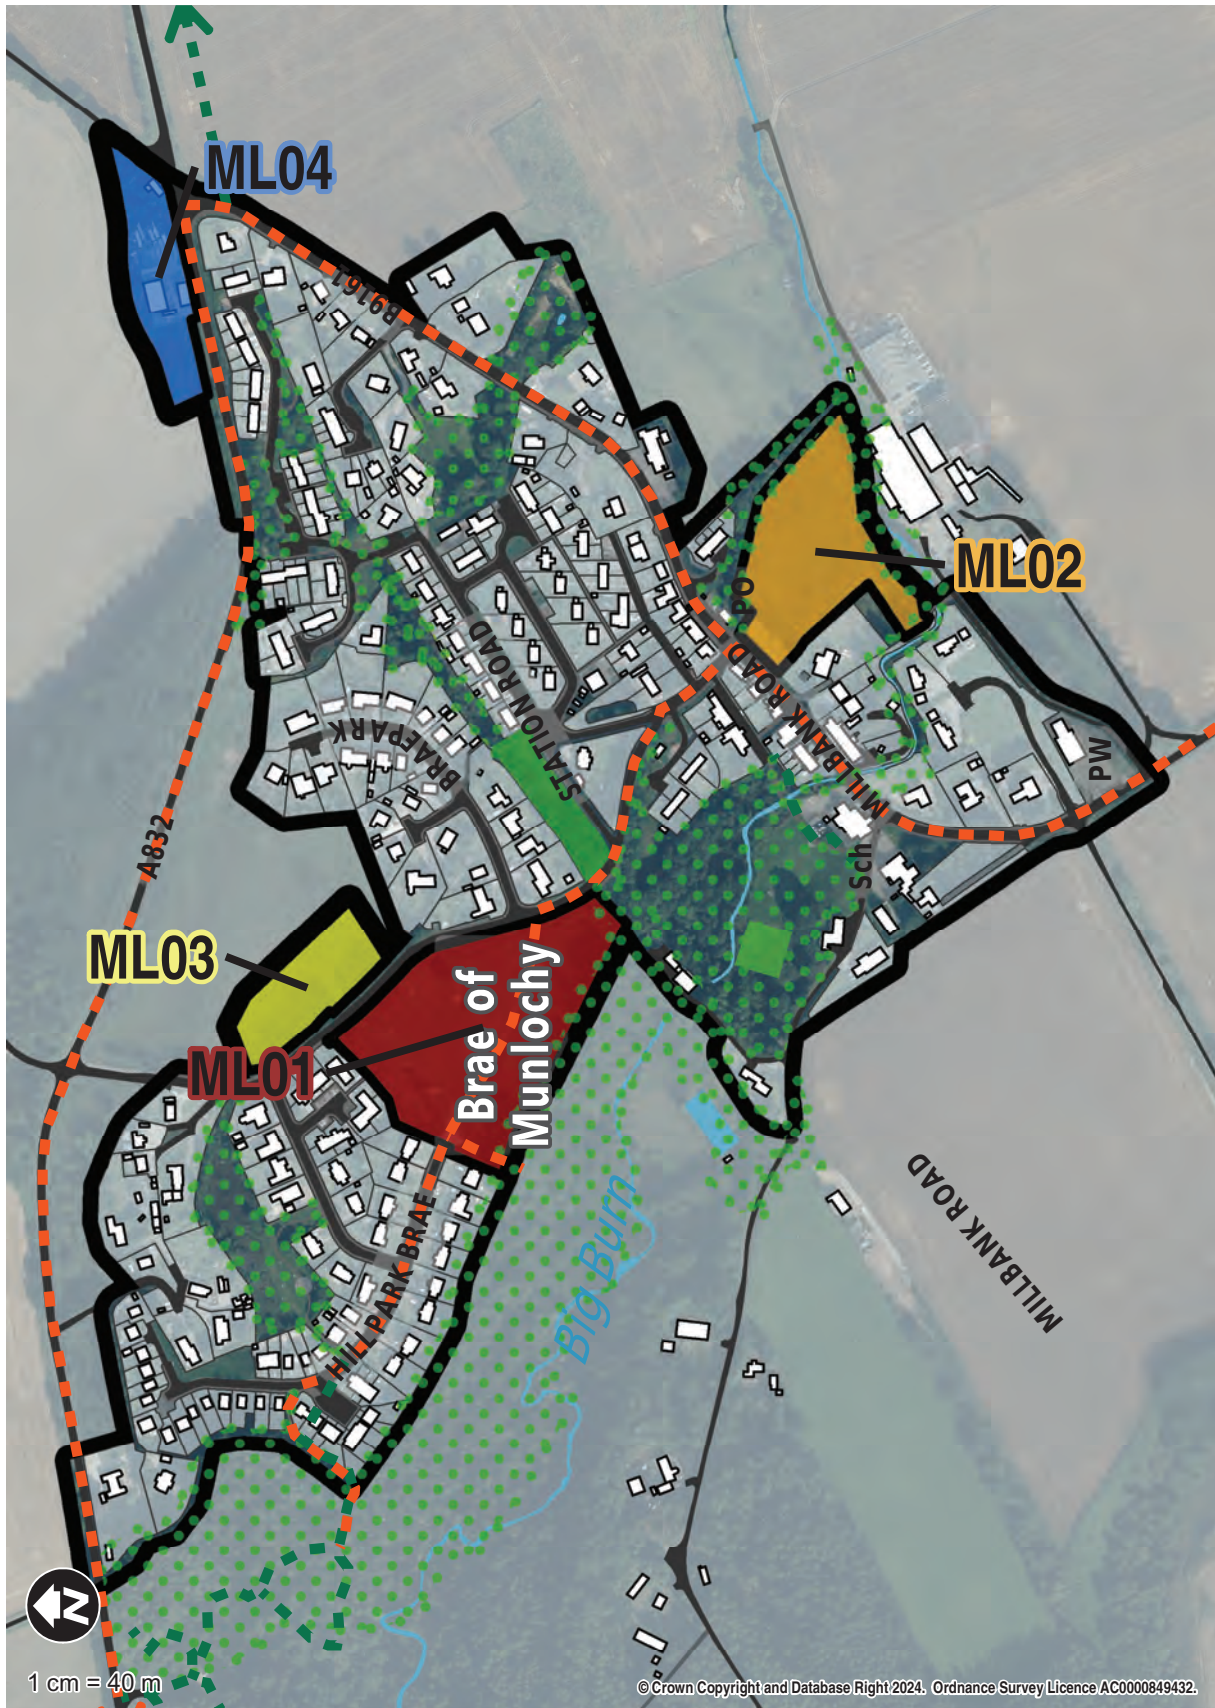 ML04
B9161
ML02
PO
STATION ROAD
MILLBANK ROAD
BRAEPARK
PW
A832
Sch
ML03
ML01
Brae of
Munlochy
Big Burn
MILLBANK ROAD
HILLPARK BRAE
N
1 cm = 40 m
© Crown Copyright and Database Right 2024. Ordnance Survey Licence AC0000849432.